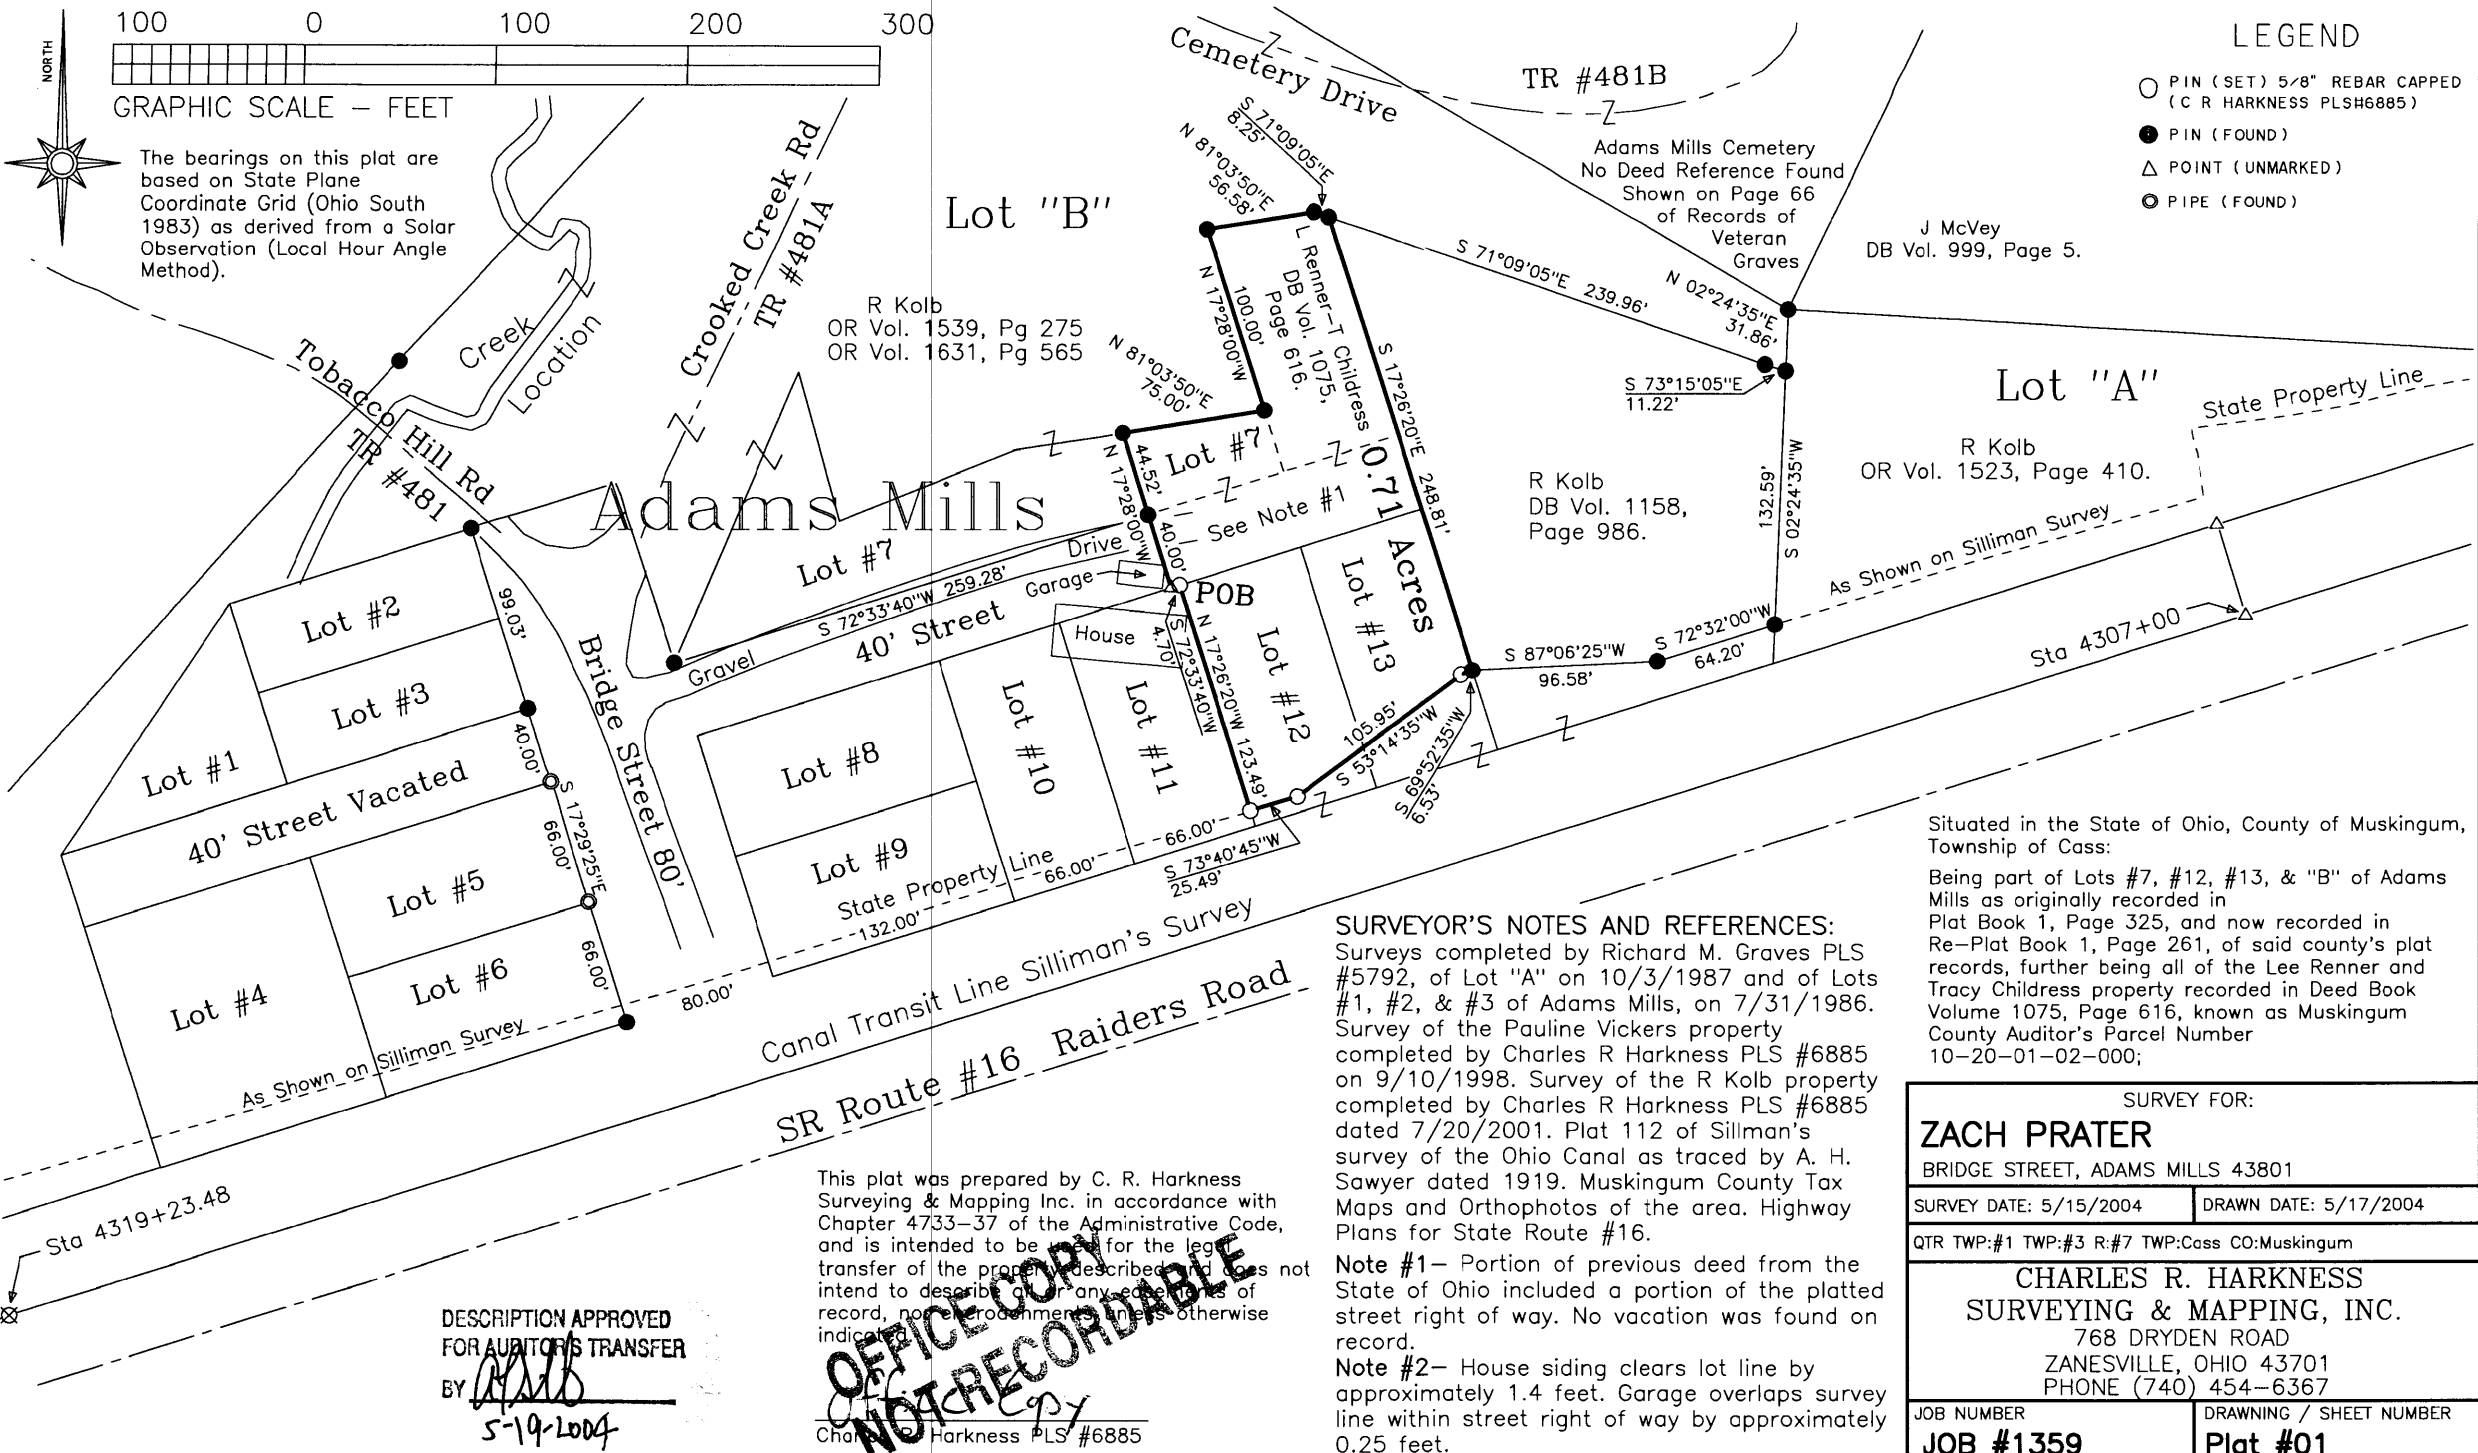 100 0 100 200 300
NORTH
GRAPHIC SCALE – FEET
The bearings on this plat are
based on State Plane
Coordinate Grid (Ohio South
1983) as derived from a Solar
Observation (Local Hour Angle
Method).
Cemetery Drive
TR #481B
LEGEND
PIN (SET) 5/8" REBAR CAPPED
(C R HARKNESS PLS#6885)
PIN (FOUND)
POINT (UNMARKED)
PIPE (FOUND)
Adams Mills Cemetery
No Deed Reference Found
Shown on Page 66
of Records of
Veteran
Graves
J McVey
DB Vol. 999, Page 5.
S 71°09'05"E
8.25'
N 81°03'50"E
56.58'
Lot "B"
Crooked Creek Rd
TR #481A
R Kolb
OR Vol. 1539, Pg 275
OR Vol. 1631, Pg 565
N 81°03'50"E
75.00'
N 17°28'00"W
100.00'
L Renner–T Childress
DB Vol. 1075,
Page 616.
S 17°26'20"E 248.81'
S 71°09'05"E 239.96'
N 02°24'35"E
31.86'
S 73°15'05"E
11.22'
Lot "A"
State Property Line
R Kolb
OR Vol. 1523, Page 410.
R Kolb
DB Vol. 1158,
Page 986.
132.59'
S 02°24'35"W
As Shown on Silliman Survey
Creek
Location
Tobacco Hill Rd
TR #481
Adams Mills
Lot #7
Lot #7
44.52'
N 17°28'00"W
40.00'
See Note #1
0.71 Acres
Drive
Garage
POB
S 72°33'40"W 259.28'
40' Street
Gravel
House
S 72°33'40"W
4.70'
N 17°26'20"W 123.49'
Lot #12
Lot #13
S 87°06'25"W
96.58'
S 72°32'00"W
64.20'
Sta 4307+00
105.95'
S 53°14'35"W
S 69°52'35"W
6.53'
S 73°40'45"W
25.49'
Lot #2
99.03'
Lot #3
Lot #1
40' Street Vacated
40.00'
S 17°29'25"E
66.00'
Lot #5
Lot #6
66.00'
Lot #4
Bridge Street 80'
Lot #8
Lot #9
Lot #10
Lot #11
State Property Line
132.00'
66.00'
66.00'
80.00'
As Shown on Silliman Survey
Canal Transit Line Silliman's Survey
SR Route #16 Raiders Road
Sta 4319+23.48
Situated in the State of Ohio, County of Muskingum,
Township of Cass:
Being part of Lots #7, #12, #13, & "B" of Adams
Mills as originally recorded in
Plat Book 1, Page 325, and now recorded in
Re–Plat Book 1, Page 261, of said county's plat
records, further being all of the Lee Renner and
Tracy Childress property recorded in Deed Book
Volume 1075, Page 616, known as Muskingum
County Auditor's Parcel Number
10–20–01–02–000;
SURVEYOR'S NOTES AND REFERENCES:
Surveys completed by Richard M. Graves PLS
#5792, of Lot "A" on 10/3/1987 and of Lots
#1, #2, & #3 of Adams Mills, on 7/31/1986.
Survey of the Pauline Vickers property
completed by Charles R Harkness PLS #6885
on 9/10/1998. Survey of the R Kolb property
completed by Charles R Harkness PLS #6885
dated 7/20/2001. Plat 112 of Sillman's
survey of the Ohio Canal as traced by A. H.
Sawyer dated 1919. Muskingum County Tax
Maps and Orthophotos of the area. Highway
Plans for State Route #16.
Note #1– Portion of previous deed from the
State of Ohio included a portion of the platted
street right of way. No vacation was found on
record.
Note #2– House siding clears lot line by
approximately 1.4 feet. Garage overlaps survey
line within street right of way by approximately
0.25 feet.
This plat was prepared by C. R. Harkness
Surveying & Mapping Inc. in accordance with
Chapter 4733–37 of the Administrative Code,
and is intended to be used for the legal
transfer of the property described and does not
intend to describe all or any easements of
record, nor encroachments unless otherwise
indicated.
OFFICE COPY
NOT RECORDABLE
Office Copy
Charles R. Harkness PLS #6885
DESCRIPTION APPROVED
FOR AUDITOR'S TRANSFER
BY
5-19-2004
SURVEY FOR:
ZACH PRATER
BRIDGE STREET, ADAMS MILLS 43801
SURVEY DATE: 5/15/2004
DRAWN DATE: 5/17/2004
QTR TWP:#1 TWP:#3 R:#7 TWP:Cass CO:Muskingum
CHARLES R. HARKNESS
SURVEYING & MAPPING, INC.
768 DRYDEN ROAD
ZANESVILLE, OHIO 43701
PHONE (740) 454–6367
JOB NUMBER
JOB #1359
DRAWING / SHEET NUMBER
Plat #01